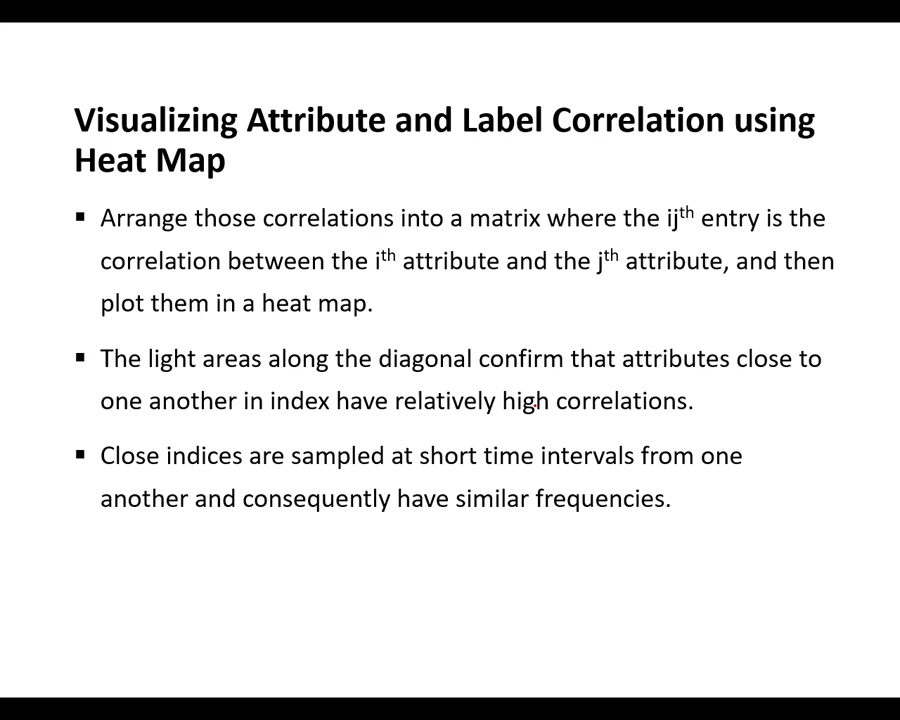 Visualizing Attribute and Label Correlation using
Heat Map
▪ Arrange those correlations into a matrix where the ijth entry is the
correlation between the ith attribute and the jth attribute, and then
plot them in a heat map.
▪ The light areas along the diagonal confirm that attributes close to
one another in index have relatively high correlations.
▪ Close indices are sampled at short time intervals from one
another and consequently have similar frequencies.